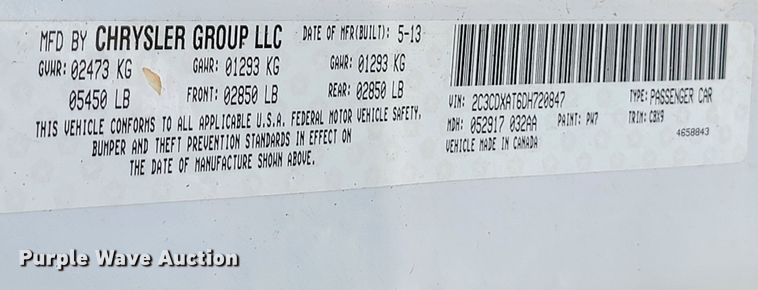 MFD BY CHRYSLER GROUP LLC DATE OF MFR(BUILT): 5-13
GVWR: 02473 KG GAWR: 01293 KG GAWR: 01293 KG
05450 LB FRONT: 02850 LB REAR: 02850 LB
THIS VEHICLE CONFORMS TO ALL APPLICABLE U.S.A. FEDERAL MOTOR VEHICLE SAFETY,
BUMPER AND THEFT PREVENTION STANDARDS IN EFFECT ON
THE DATE OF MANUFACTURE SHOWN ABOVE.
VIN: 2C3CDXAT6DH720847 TYPE: PASSENGER CAR
MDH: 052917 032AA PAINT: PW7 TRIM: CBX9
VEHICLE MADE IN CANADA 4658843
Purple Wave Auction